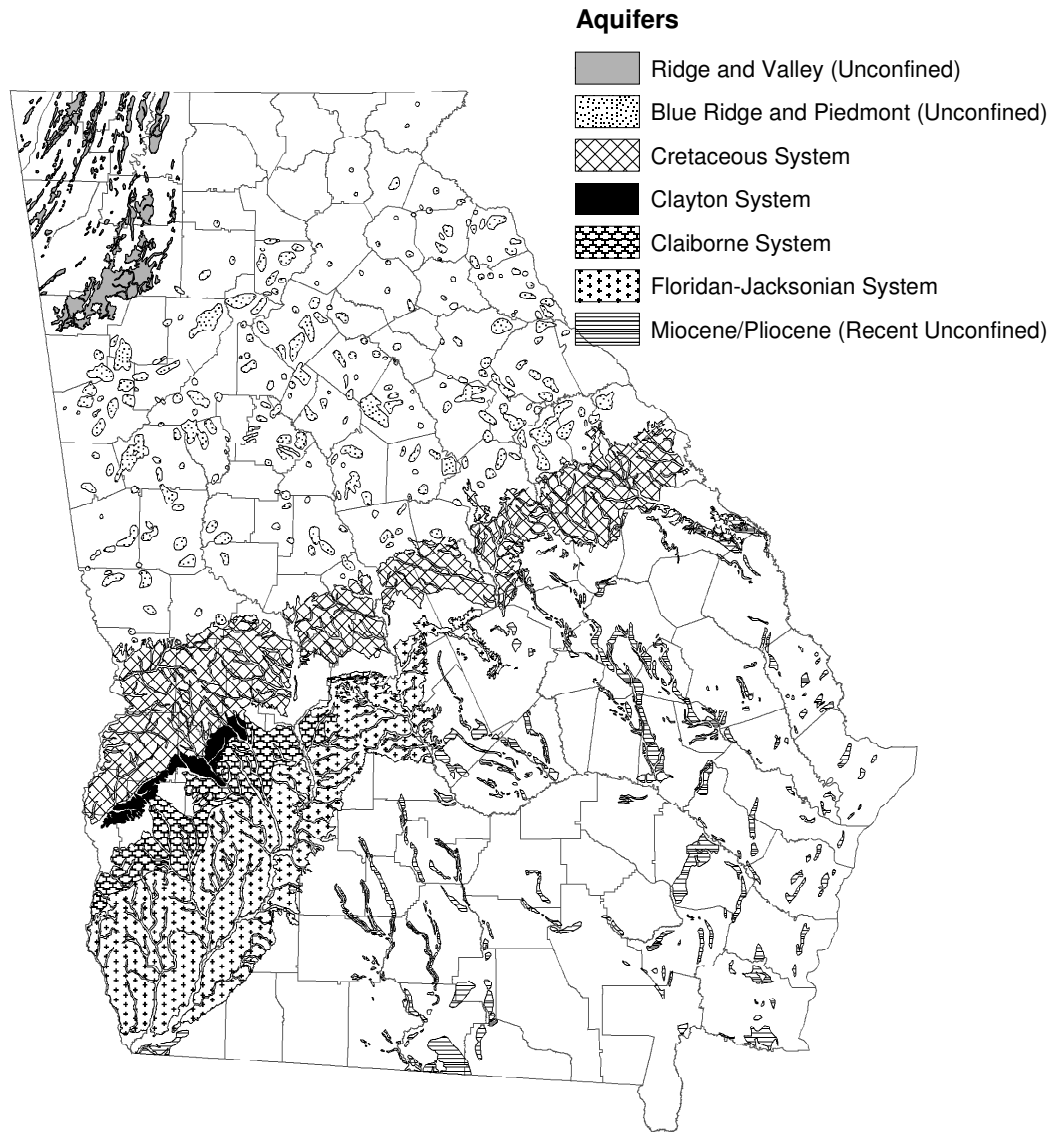 Aquifers
Ridge and Valley (Unconfined)
Blue Ridge and Piedmont (Unconfined)
Cretaceous System
Clayton System
Claiborne System
Floridan-Jacksonian System
Miocene/Pliocene (Recent Unconfined)